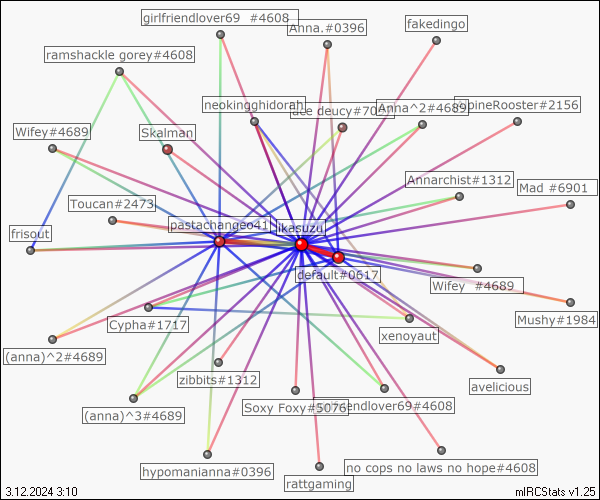 girlfriendlover69 #4608
Anna.#0396
fakedingo
ramshackle gorey#4608
neokingghidorah
deucy#70
Anna^2#4689
#2156
Wifey#4689
Skalman
Annarchist#1312
Mad #6901
Toucan#2473
pastachangeo41
ikasuzu
frisout
default#0617
Wifey #4689
Cypha#1717
Mushy#1984
xenoyaut
(anna)^2#4689
zibbits#1312
avelicious
(anna)^3#4689
Soxy Foxy#5076
endlover69#4608
hypomanianna#0396
rattgaming
no cops no laws no hope#4608
3.12.2024 3:10
mIRCStats v1.25